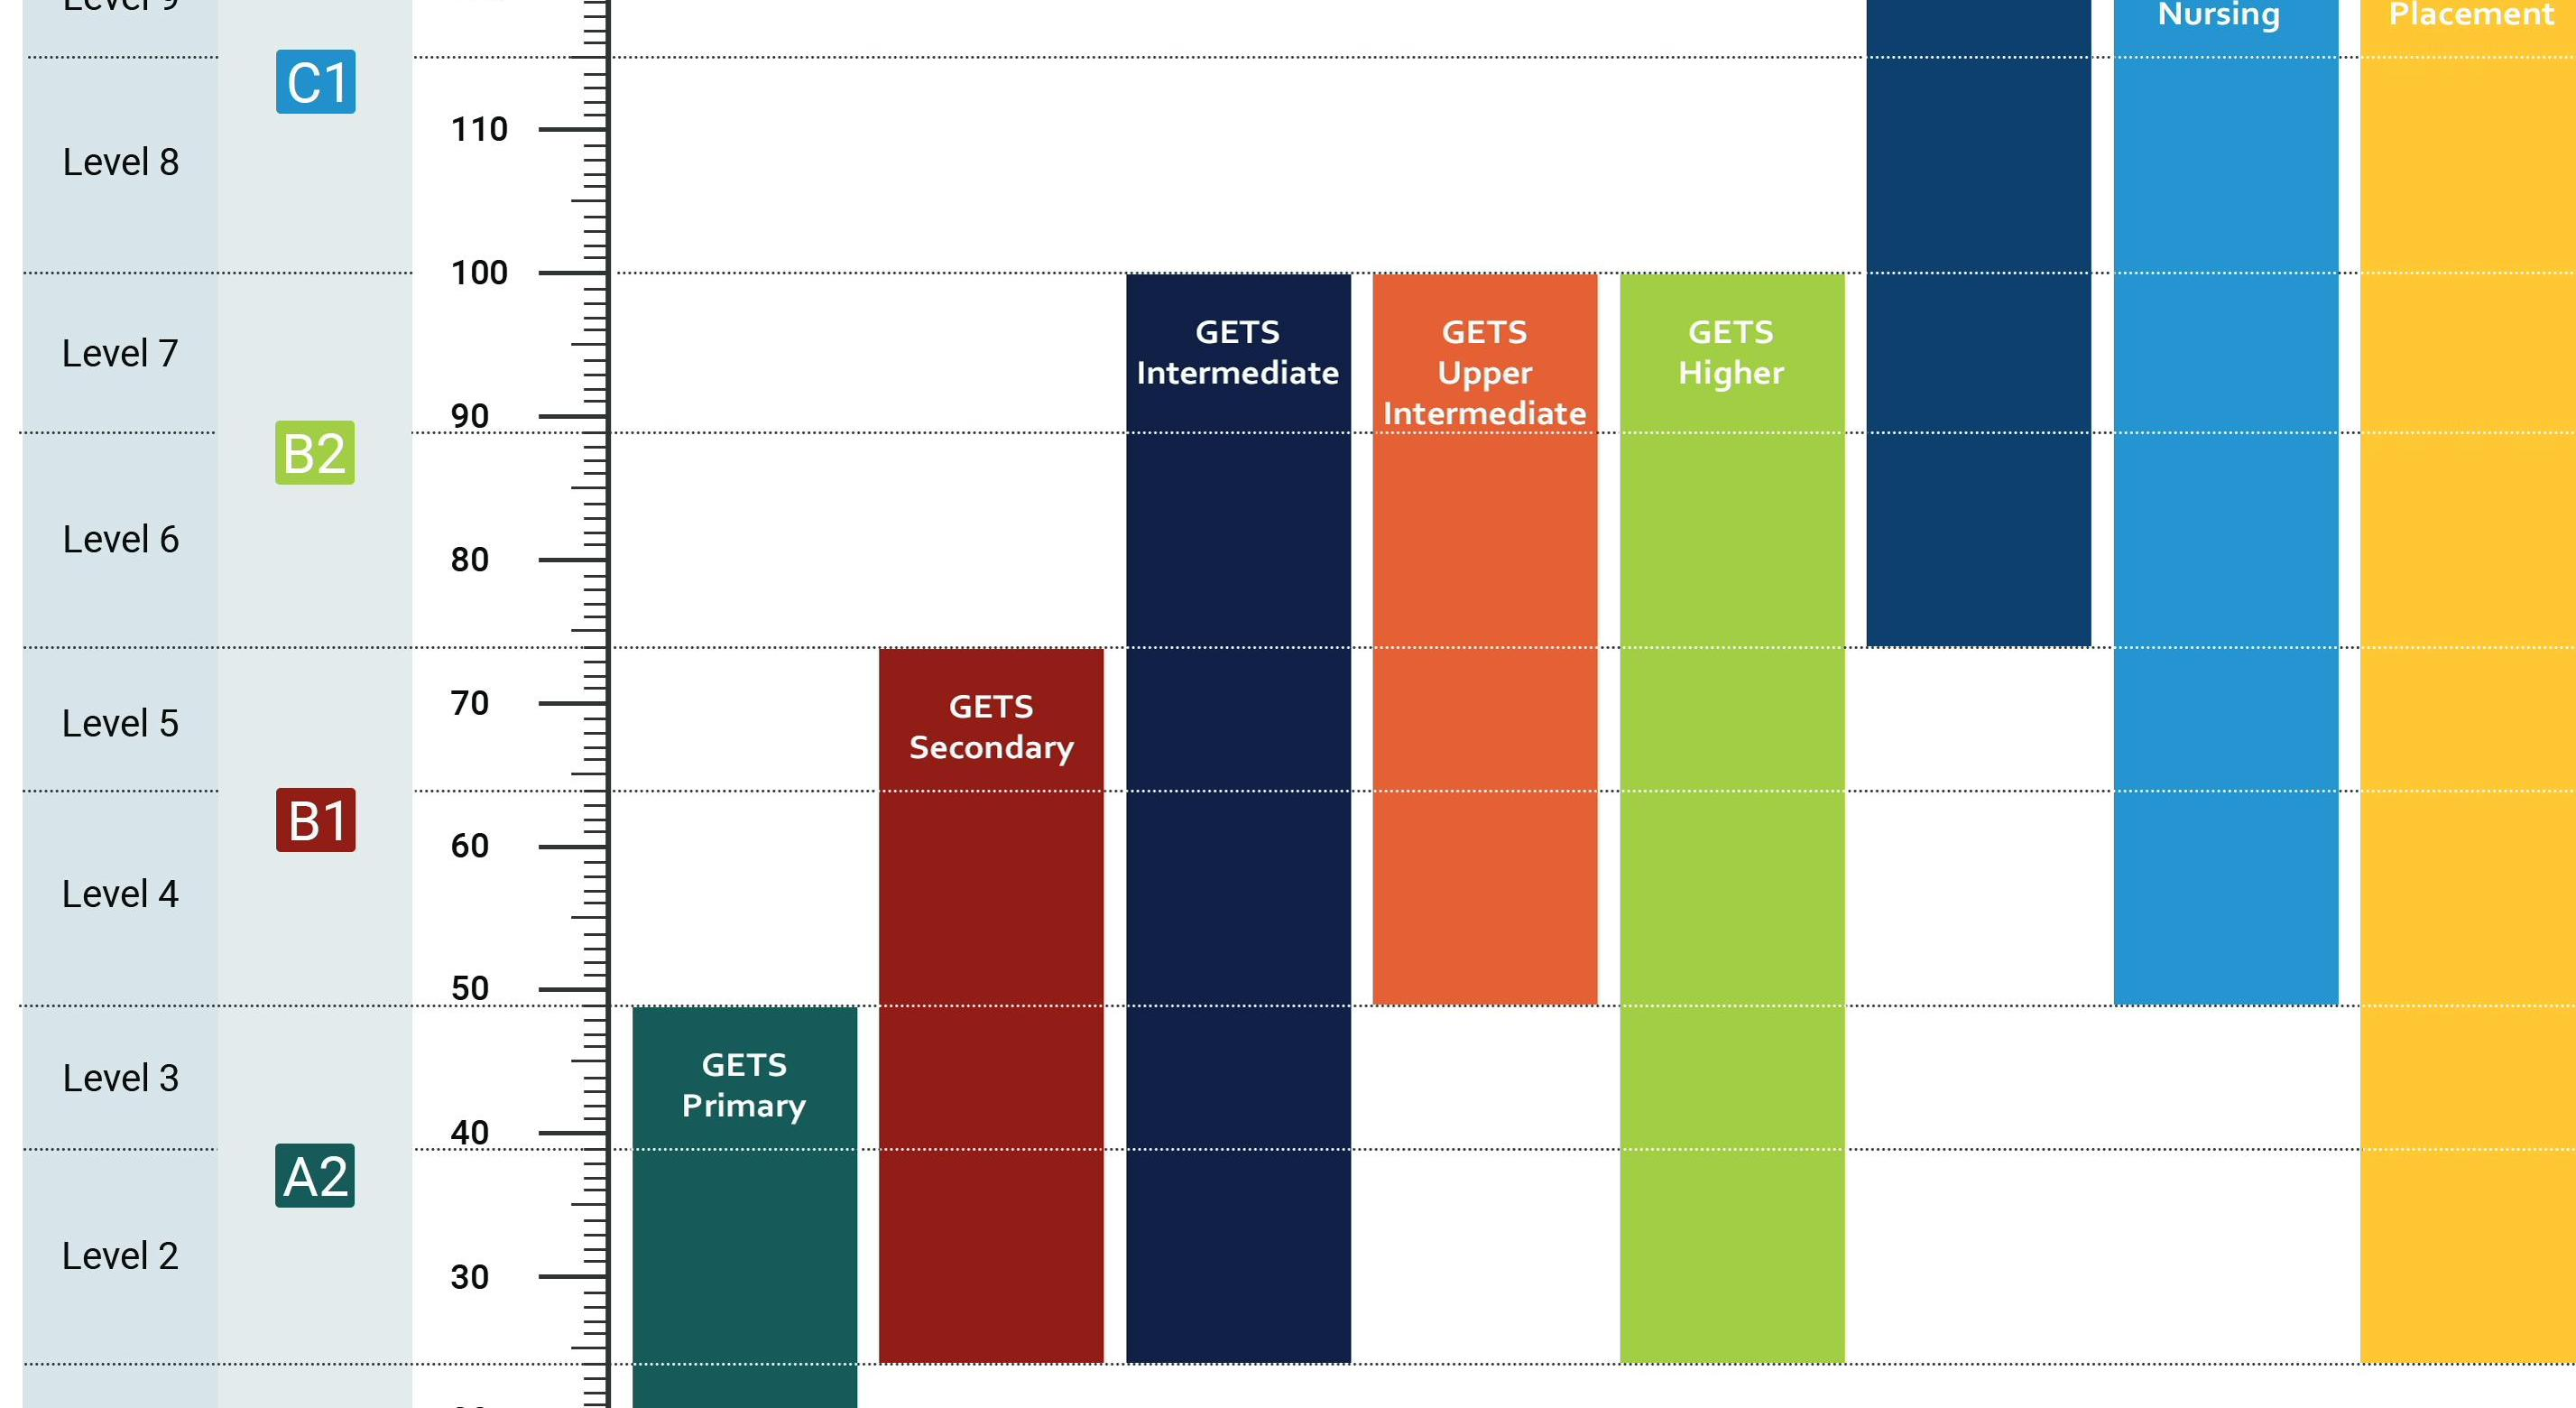 Level 9
Nursing
Placement
C1
110
Level 8
100
GETS
Intermediate
GETS
Upper
Intermediate
GETS
Higher
Level 7
90
B2
Level 6
80
70
GETS
Secondary
Level 5
B1
60
Level 4
50
GETS
Primary
Level 3
40
A2
Level 2
30